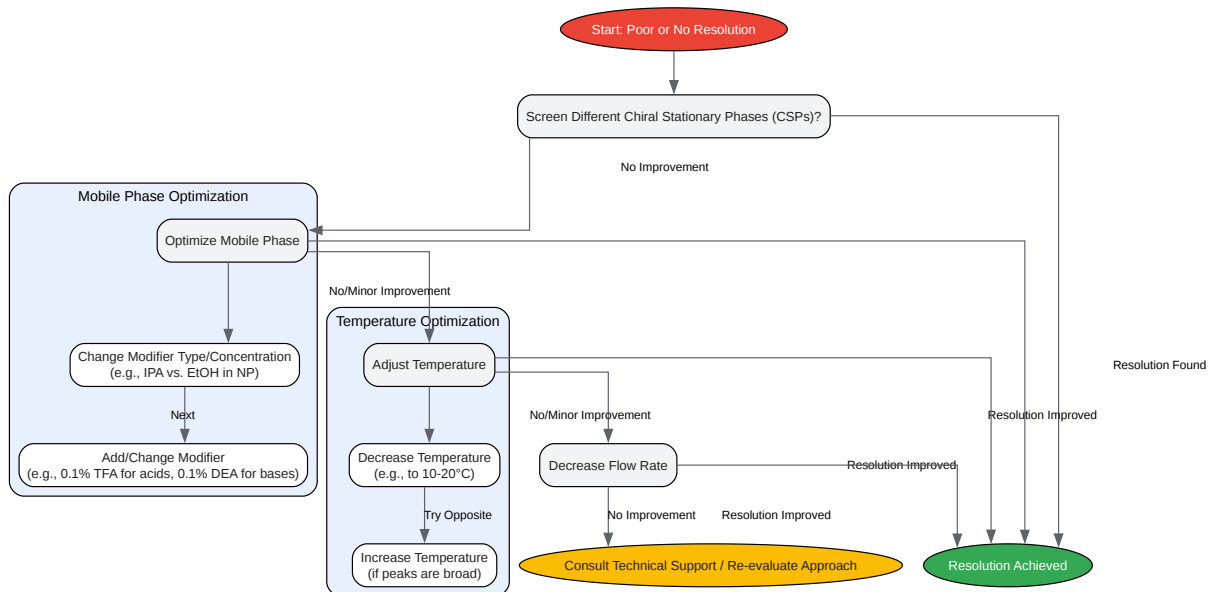 Start: Poor or No Resolution
Screen Different Chiral Stationary Phases (CSPs)?
No Improvement
Mobile Phase Optimization
Optimize Mobile Phase
No/Minor Improvement
Temperature Optimization
Change Modifier Type/Concentration
(e.g., IPA vs. EtOH in NP)
Adjust Temperature
Resolution Found
Next
No/Minor Improvement
Resolution Improved
Add/Change Modifier
(e.g., 0.1% TFA for acids, 0.1% DEA for bases)
Decrease Temperature
(e.g., to 10-20°C)
Decrease Flow Rate
Resolution Improved
Try Opposite
No Improvement
Resolution Improved
Increase Temperature
(if peaks are broad)
Consult Technical Support / Re-evaluate Approach
Resolution Achieved